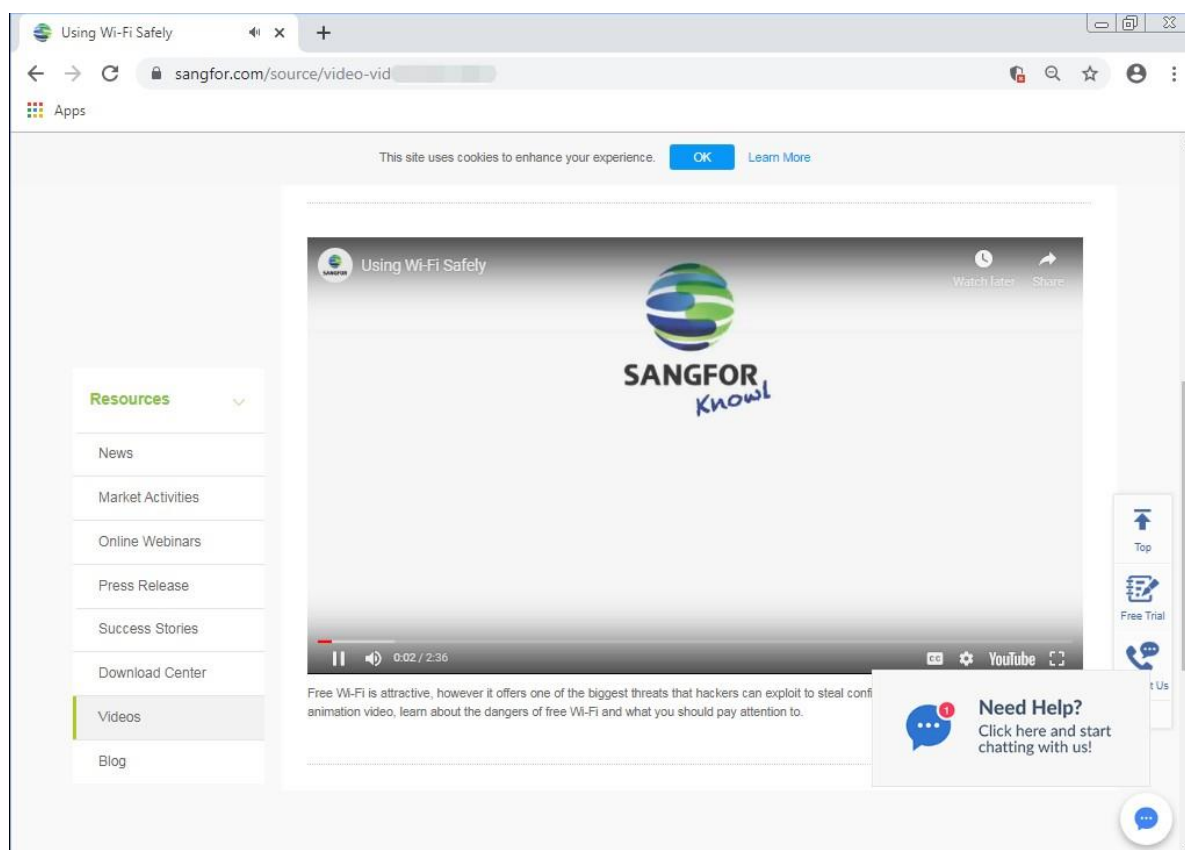 Using Wi-Fi Safely
sangfor.com/source/video-vid
Apps
This site uses cookies to enhance your experience. OK Learn More
SANGFOR
Using Wi-Fi Safely
Watch later
Share
SANGFOR
Knowl
0:02 / 2:36
CC
YouTube
Resources
News
Market Activities
Online Webinars
Press Release
Success Stories
Download Center
Videos
Blog
Free Wi-Fi is attractive, however it offers one of the biggest threats that hackers can exploit to steal
animation video, learn about the dangers of free Wi-Fi and what you should pay attention to.
Top
Free Trial
Us
1
Need Help?
Click here and start
chatting with us!